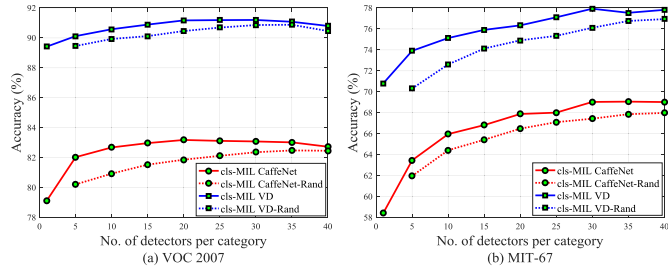 92
90
88
86
84
82
80
78
Accuracy (%)
0 1 5 10 15 20 25 30 35 40
No. of detectors per category
cls-MIL CaffeNet
cls-MIL CaffeNet-Rand
cls-MIL VD
cls-MIL VD-Rand
(a) VOC 2007
78
76
74
72
70
68
66
64
62
60
58
Accuracy (%)
0 1 5 10 15 20 25 30 35 40
No. of detectors per category
cls-MIL CaffeNet
cls-MIL CaffeNet-Rand
cls-MIL VD
cls-MIL VD-Rand
(b) MIT-67